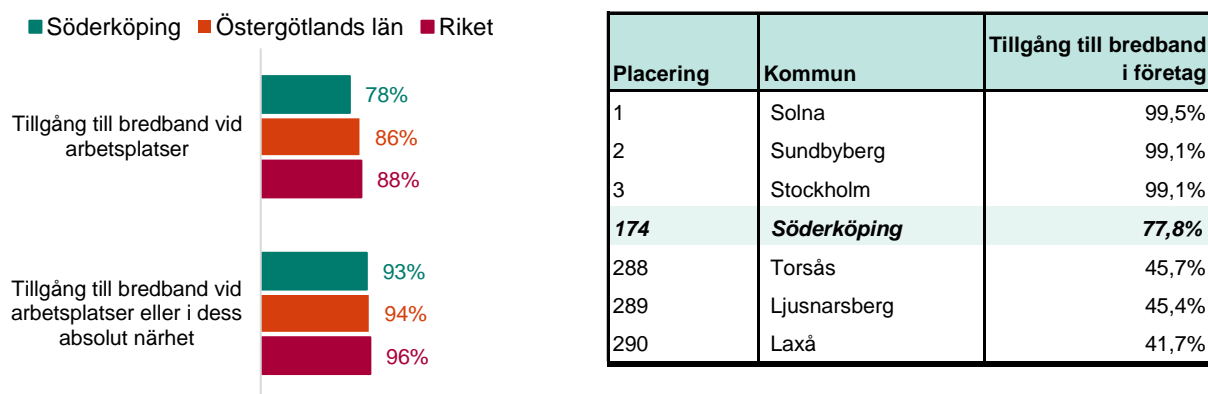 Söderköping Östergötlands län Riket
Tillgång till bredband vid
arbetsplatser
78%
86%
88%
Tillgång till bredband vid
arbetsplatser eller i dess
absolut närhet
93%
94%
96%
Placering Kommun Tillgång till bredband
i företag
1 Solna 99,5%
2 Sundbyberg 99,1%
3 Stockholm 99,1%
174 Söderköping 77,8%
288 Torsås 45,7%
289 Ljusnarsberg 45,4%
290 Laxå 41,7%